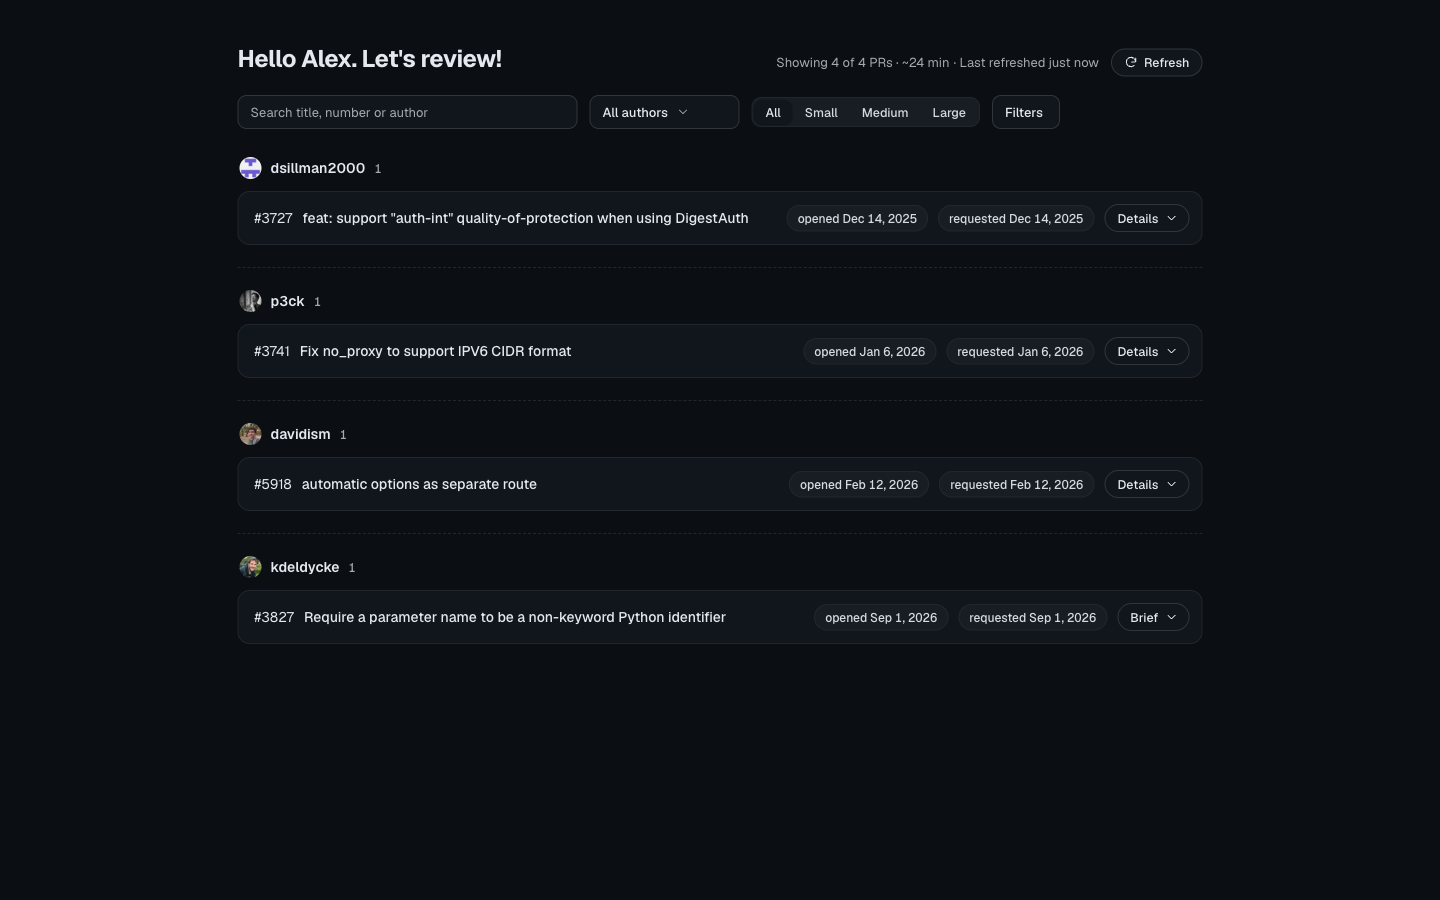 Hello Alex. Let's review!
Showing 4 of 4 PRs · ~24 min · Last refreshed just now
Refresh
Search title, number or author
All authors
All Small Medium Large
Filters
dsillman2000 1
#3727 feat: support "auth-int" quality-of-protection when using DigestAuth opened Dec 14, 2025 requested Dec 14, 2025 Details
p3ck 1
#3741 Fix no_proxy to support IPV6 CIDR format opened Jan 6, 2026 requested Jan 6, 2026 Details
davidism 1
#5918 automatic options as separate route opened Feb 12, 2026 requested Feb 12, 2026 Details
kdeldycke 1
#3827 Require a parameter name to be a non-keyword Python identifier opened Sep 1, 2026 requested Sep 1, 2026 Brief